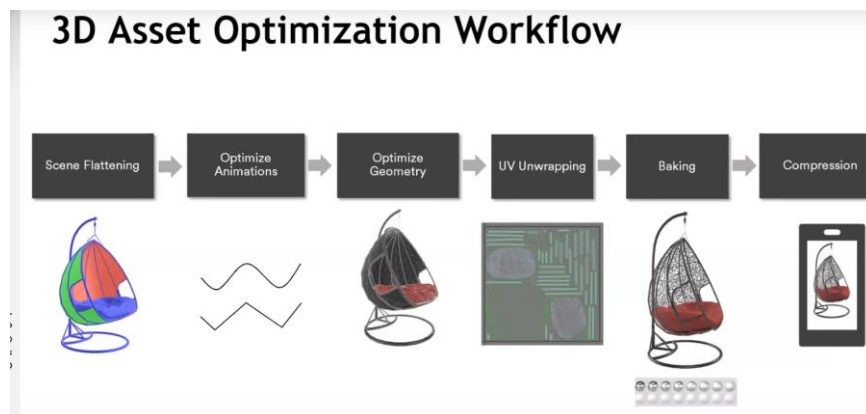 3D Asset Optimization Workflow
Scene Flattening
Optimize
Animations
Optimize
Geometry
UV Unwrapping
Baking
Compression